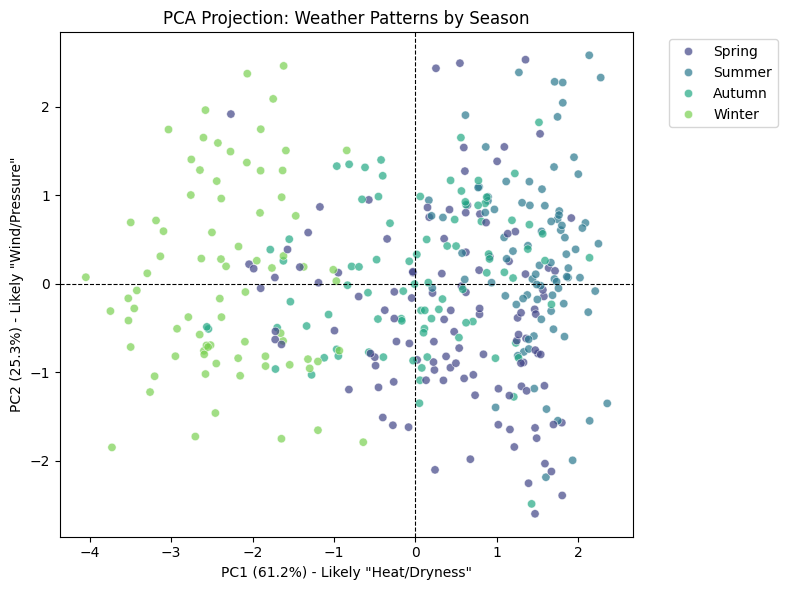 PCA Projection: Weather Patterns by Season
Spring
Summer
Autumn
Winter
PC2 (25.3%) - Likely "Wind/Pressure"
2
1
0
−1
−2
−4
−3
−2
−1
0
1
2
PC1 (61.2%) - Likely "Heat/Dryness"